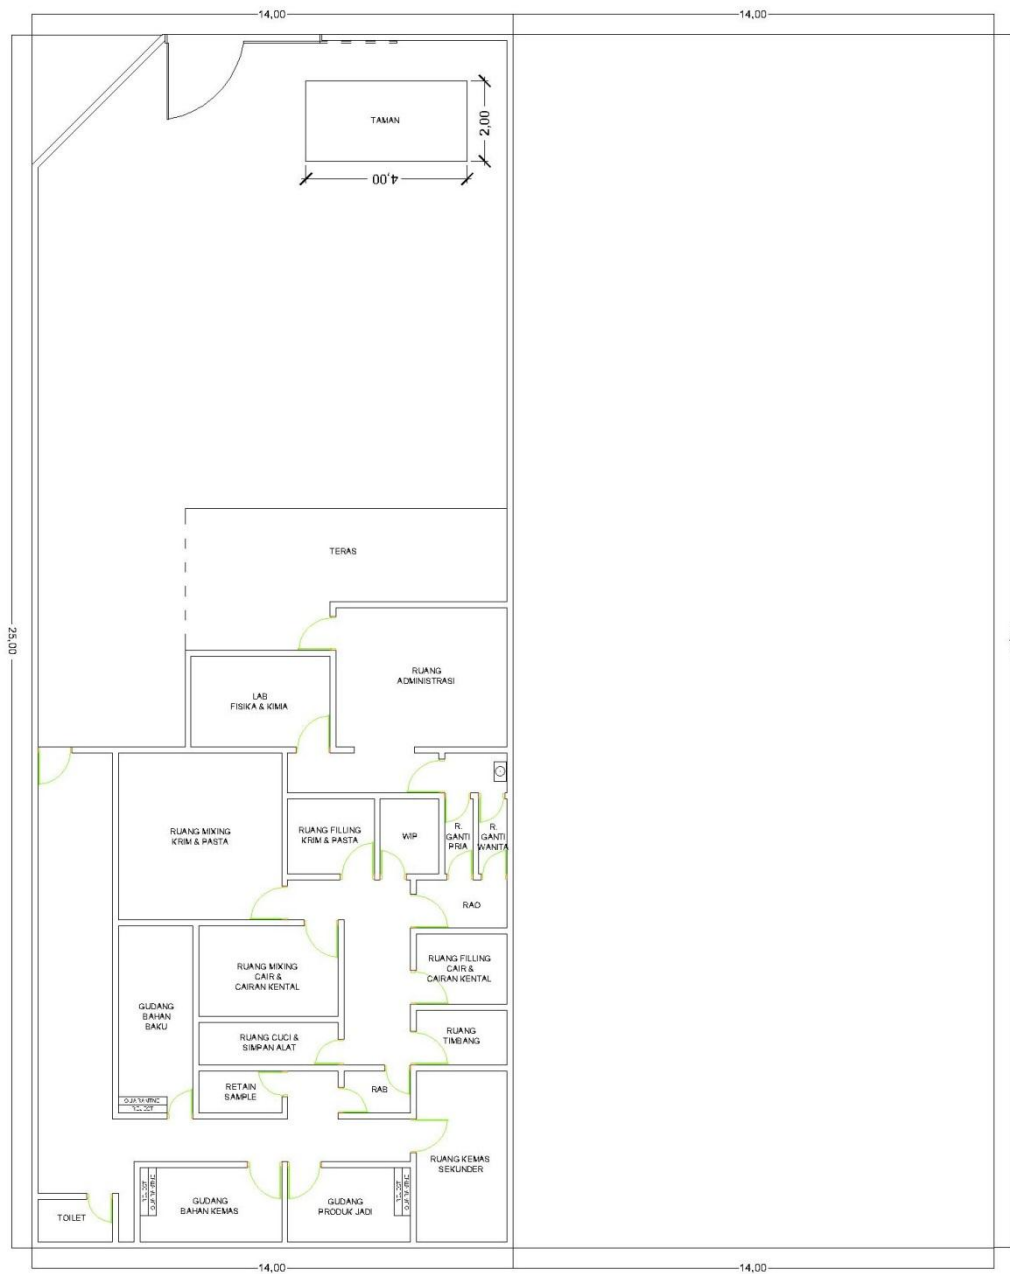 14,00
14,00
TAMAN
2,00
4,00
TERAS
25,00
RUANG
ADMINISTRASI
LAB
FISIKA & KIMIA
RUANG MIXING
KRIM & PASTA
RUANG FILLING
KRIM & PASTA
WIP
R.
GANTI
PRIA
R.
GANTI
WANITA
RAO
RUANG MIXING
CAIR &
CAIRAN KENTAL
RUANG FILLING
CAIR &
CAIRAN KENTAL
GUDANG
BAHAN
BAKU
RUANG CUCI &
SIMPAN ALAT
RUANG
TIMBANG
RETAIN
SAMPLE
RAB
QUARANTINE
RUANG KEMAS
SEKUNDER
GUDANG
BAHAN KEMAS
GUDANG
PRODUK JADI
TOILET
14,00
14,00